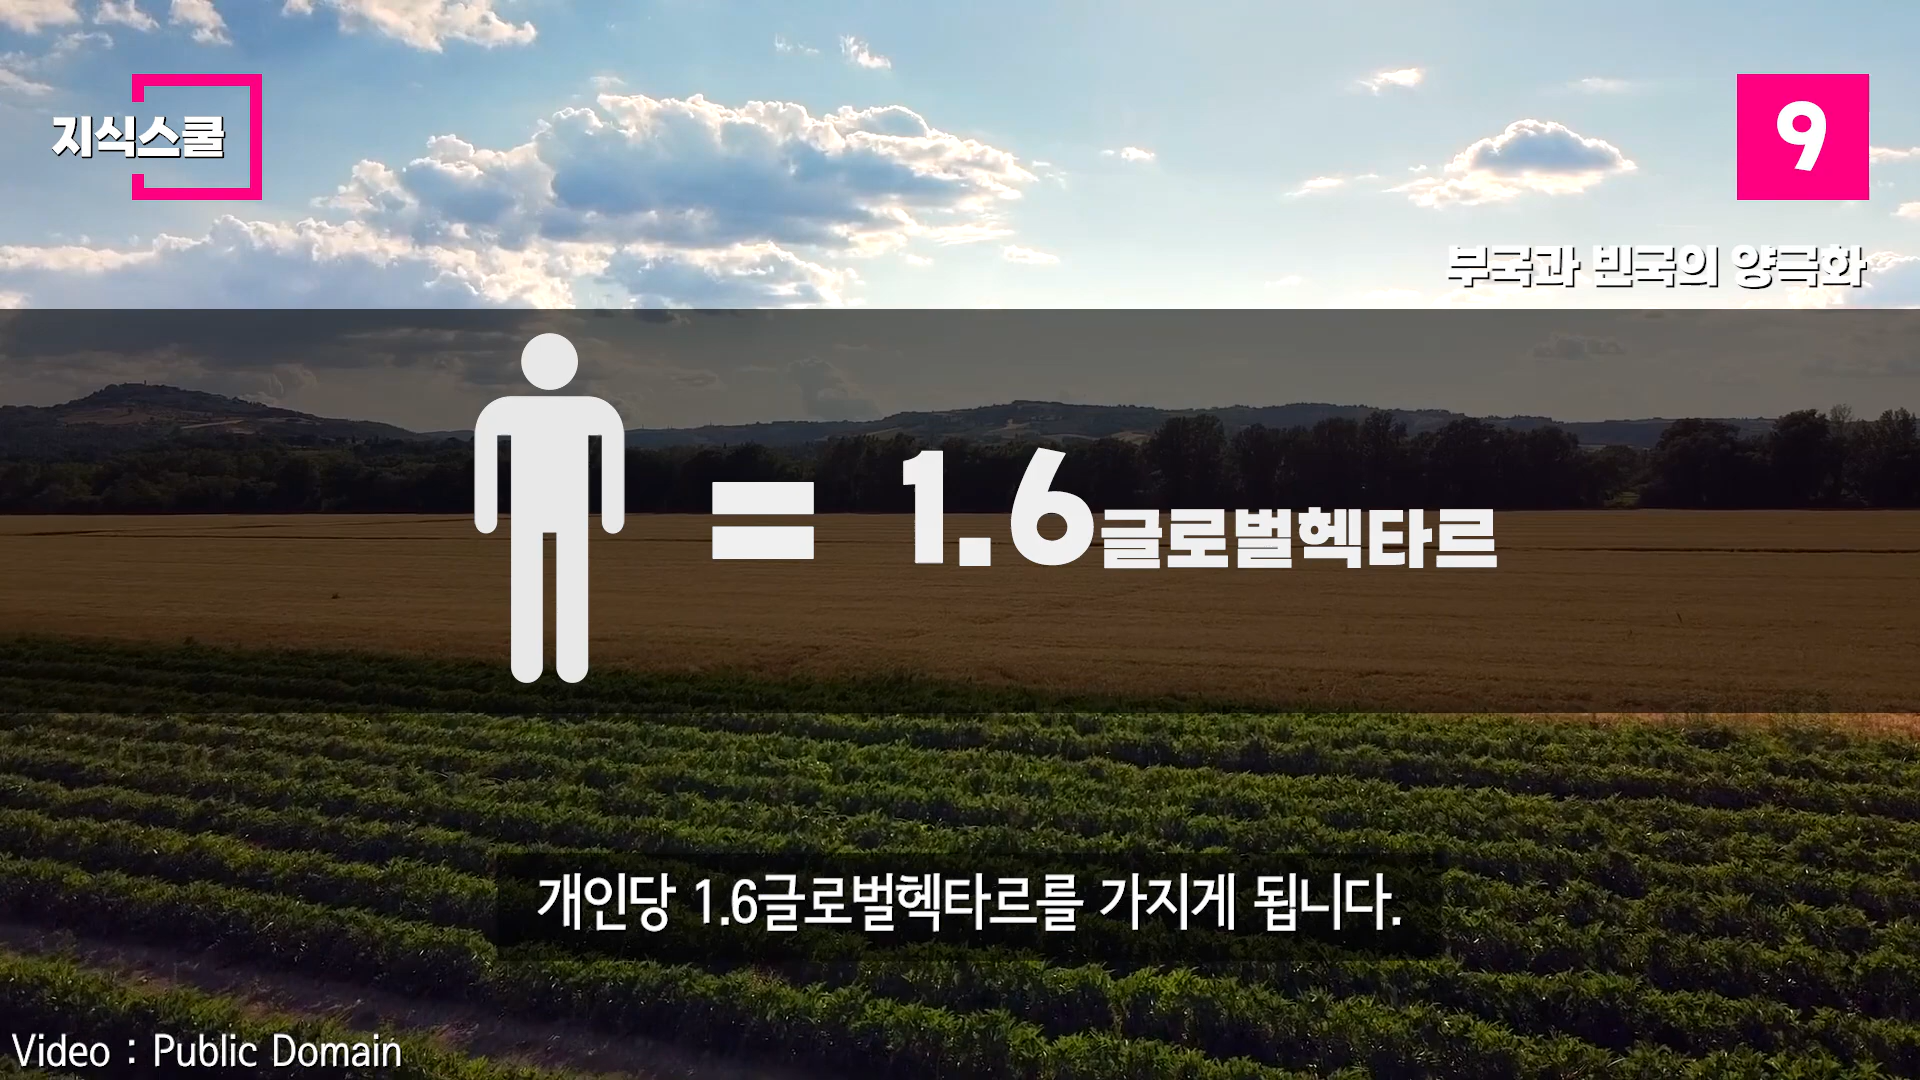 지식스쿨
9
부국과 빈국의 양극화
= 1.6글로벌헥타르
개인당 1.6글로벌헥타르를 가지게 됩니다.
Video : Public Domain